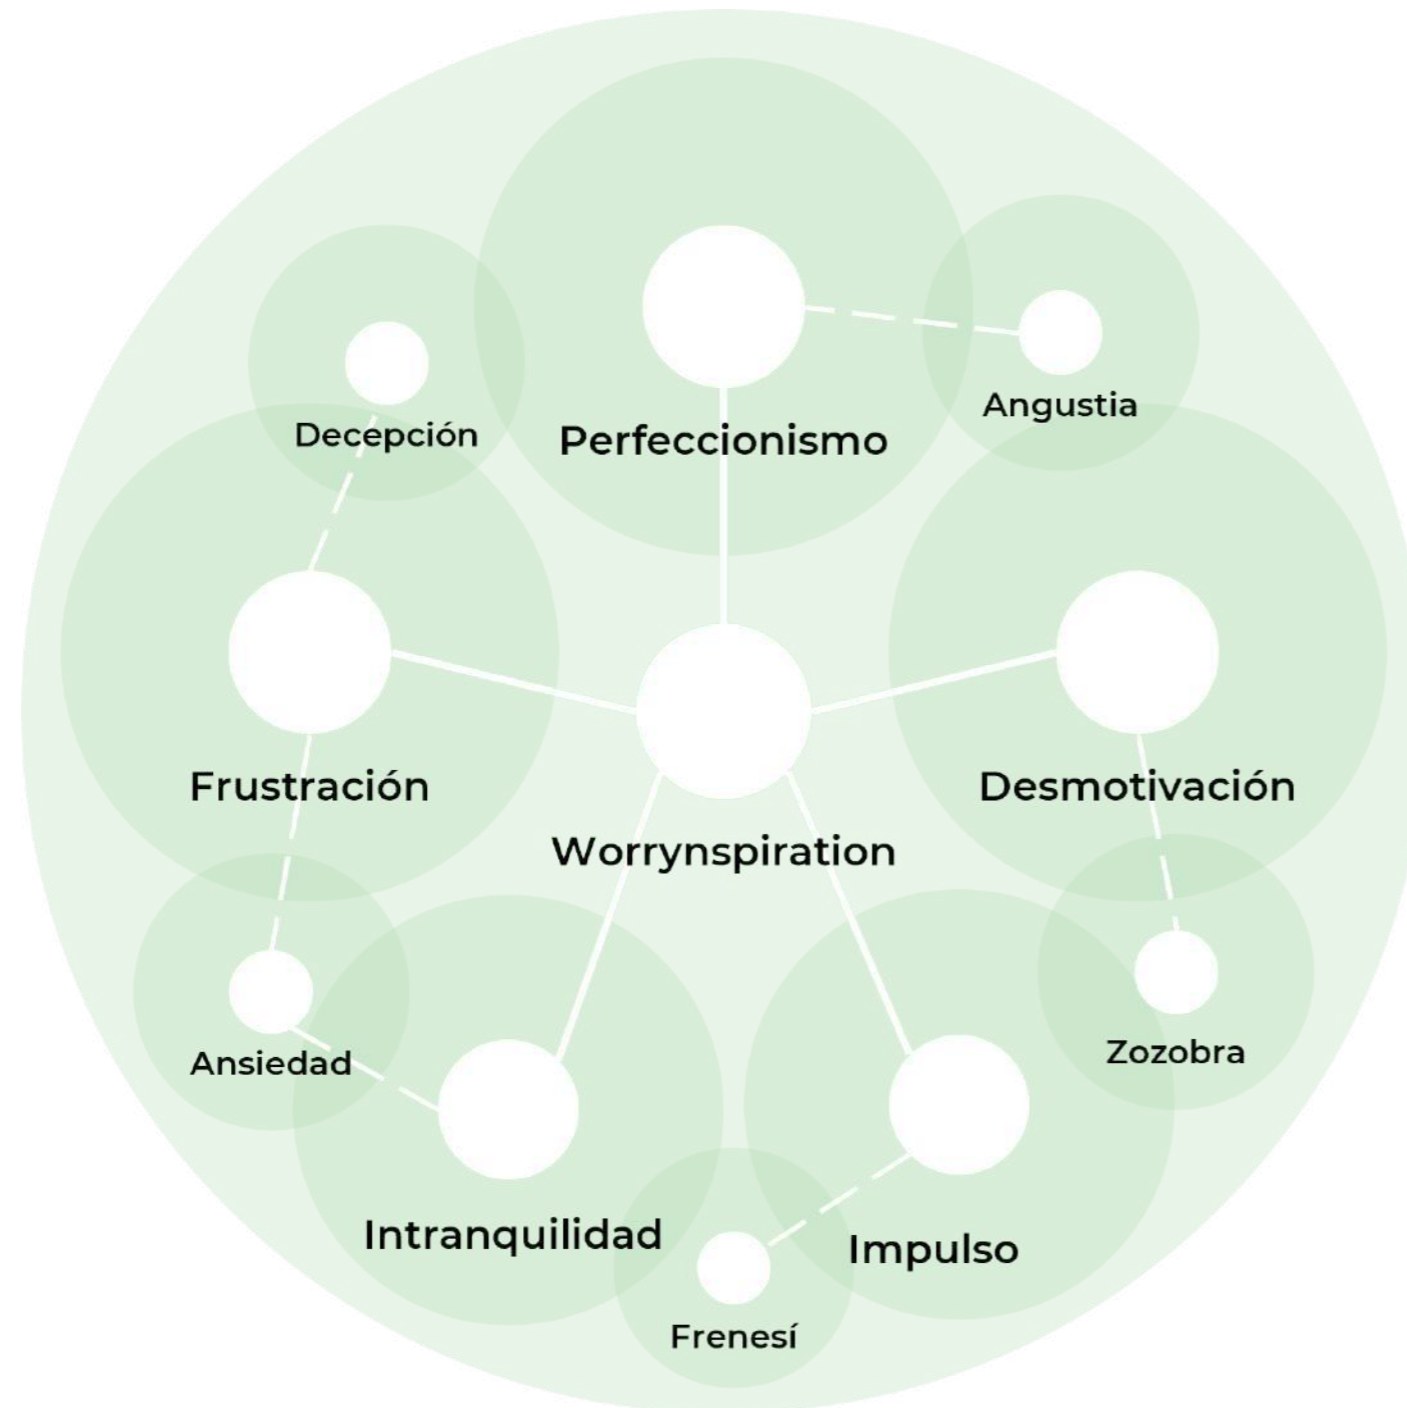 Angustia
Decepción
Perfeccionismo
Frustración
Desmotivación
Worrynspiration
Ansiedad
Zozobra
Intranquilidad
Impulso
Frenesí